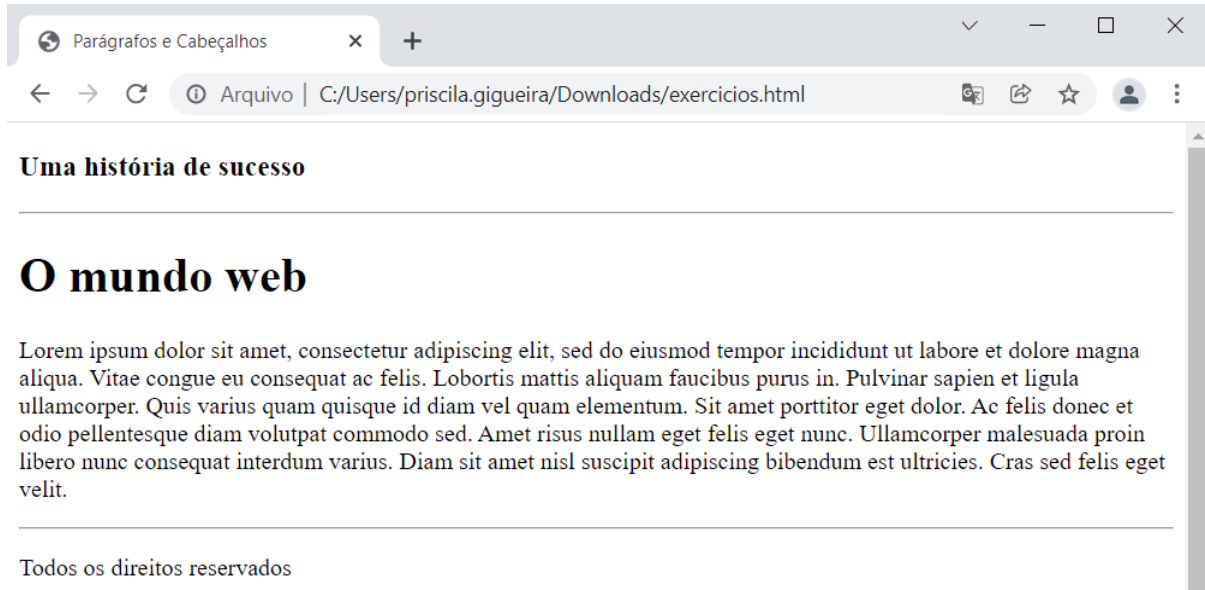 Parágrafos e Cabeçalhos
Arquivo | C:/Users/priscila.gigueira/Downloads/exercicios.html
Uma história de sucesso
O mundo web
Lorem ipsum dolor sit amet, consectetur adipiscing elit, sed do eiusmod tempor incididunt ut labore et dolore magna
aliqua. Vitae congue eu consequat ac felis. Lobortis mattis aliquam faucibus purus in. Pulvinar sapien et ligula
ullamcorper. Quis varius quam quisque id diam vel quam elementum. Sit amet porttitor eget dolor. Ac felis donec et
odio pellentesque diam volutpat commodo sed. Amet risus nullam eget felis eget nunc. Ullamcorper malesuada proin
libero nunc consequat interdum varius. Diam sit amet nisl suscipit adipiscing bibendum est ultricies. Cras sed felis eget
velit.
Todos os direitos reservados